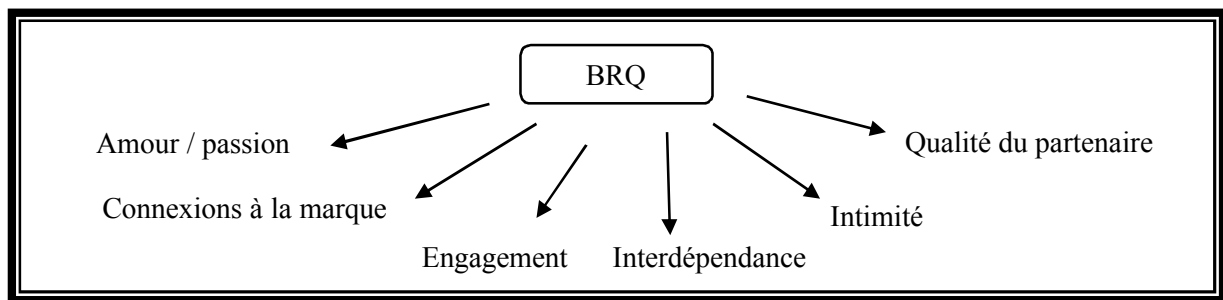 BRQ
Amour / passion
Qualité du partenaire
Connexions à la marque
Intimité
Engagement
Interdépendance